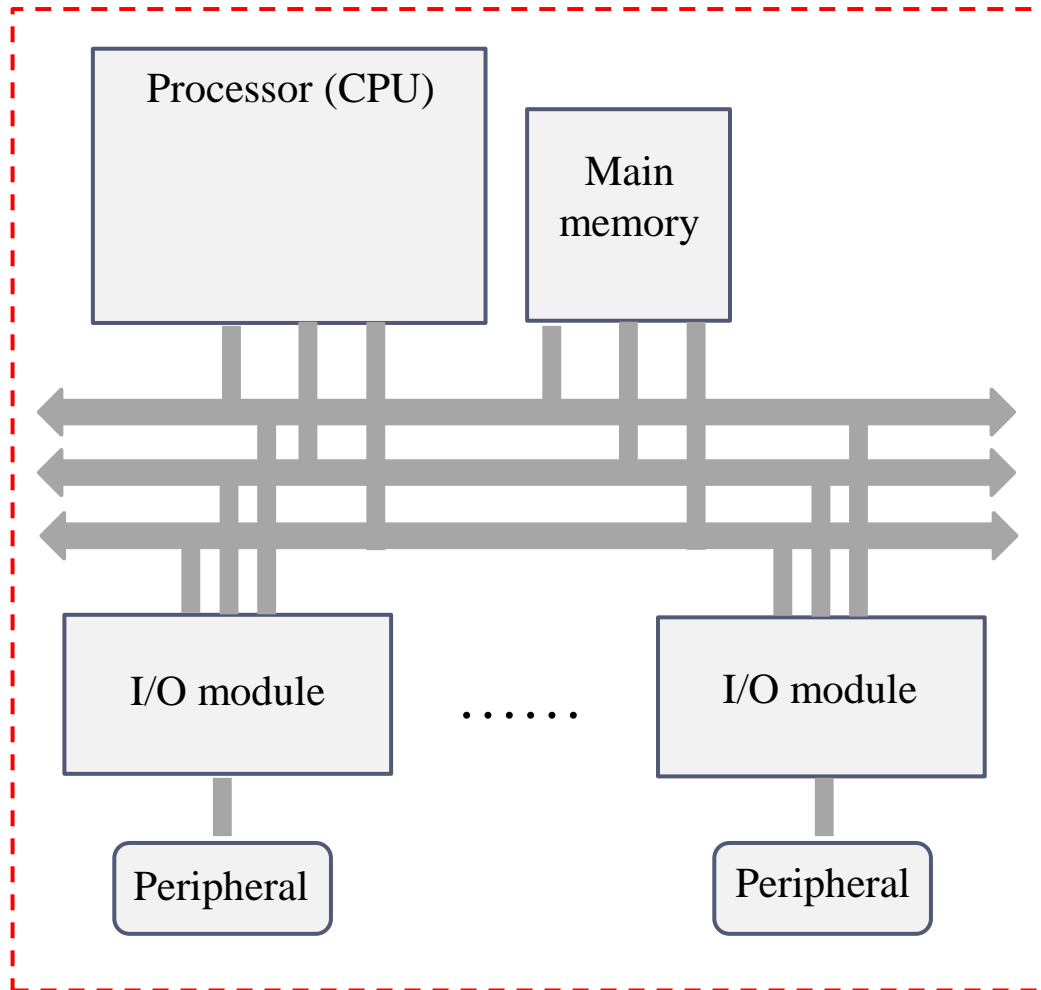 Processor (CPU)
Main
memory
I/O module
......
I/O module
Peripheral
Peripheral